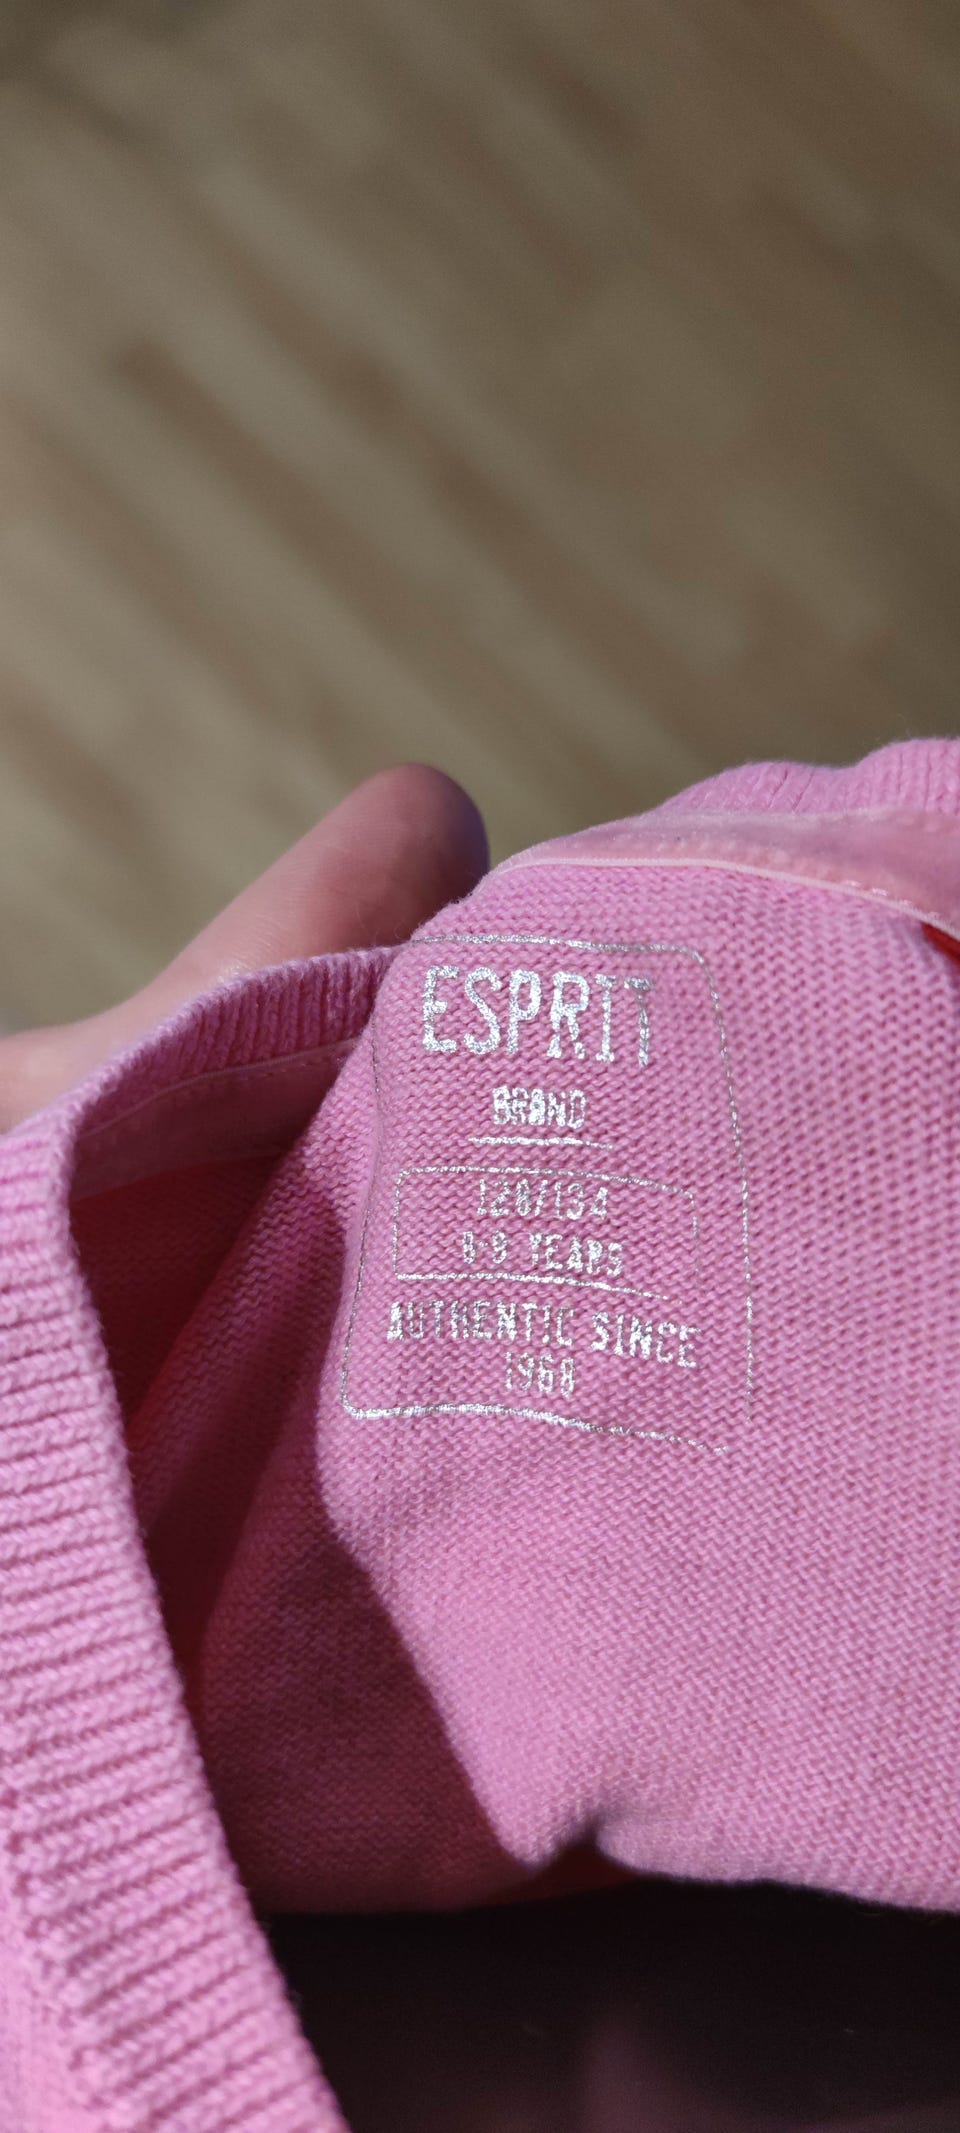 ESPRIT
BRAND
128/134
8-9 YEARS
AUTHENTIC SINCE
1968